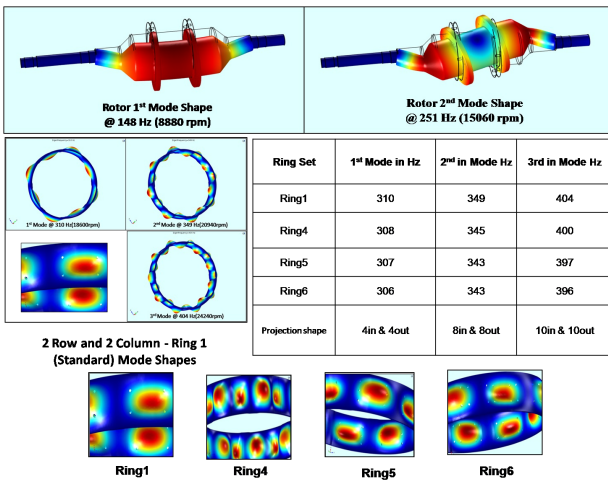 Rotor 1st Mode Shape
@ 148 Hz (8880 rpm)
Rotor 2nd Mode Shape
@ 251 Hz (15060 rpm)
1st Mode @ 310 Hz(18600rpm)
2nd Mode @ 349 Hz(20940rpm)
3rd Mode @ 404 Hz(24240rpm)
Ring Set 1st Mode in Hz 2nd in Mode Hz 3rd in Mode Hz
Ring1 310 349 404
Ring4 308 345 400
Ring5 307 343 397
Ring6 306 343 396
Projection shape 4in & 4out 8in & 8out 10in & 10out
2 Row and 2 Column - Ring 1
(Standard) Mode Shapes
Ring1
Ring4
Ring5
Ring6